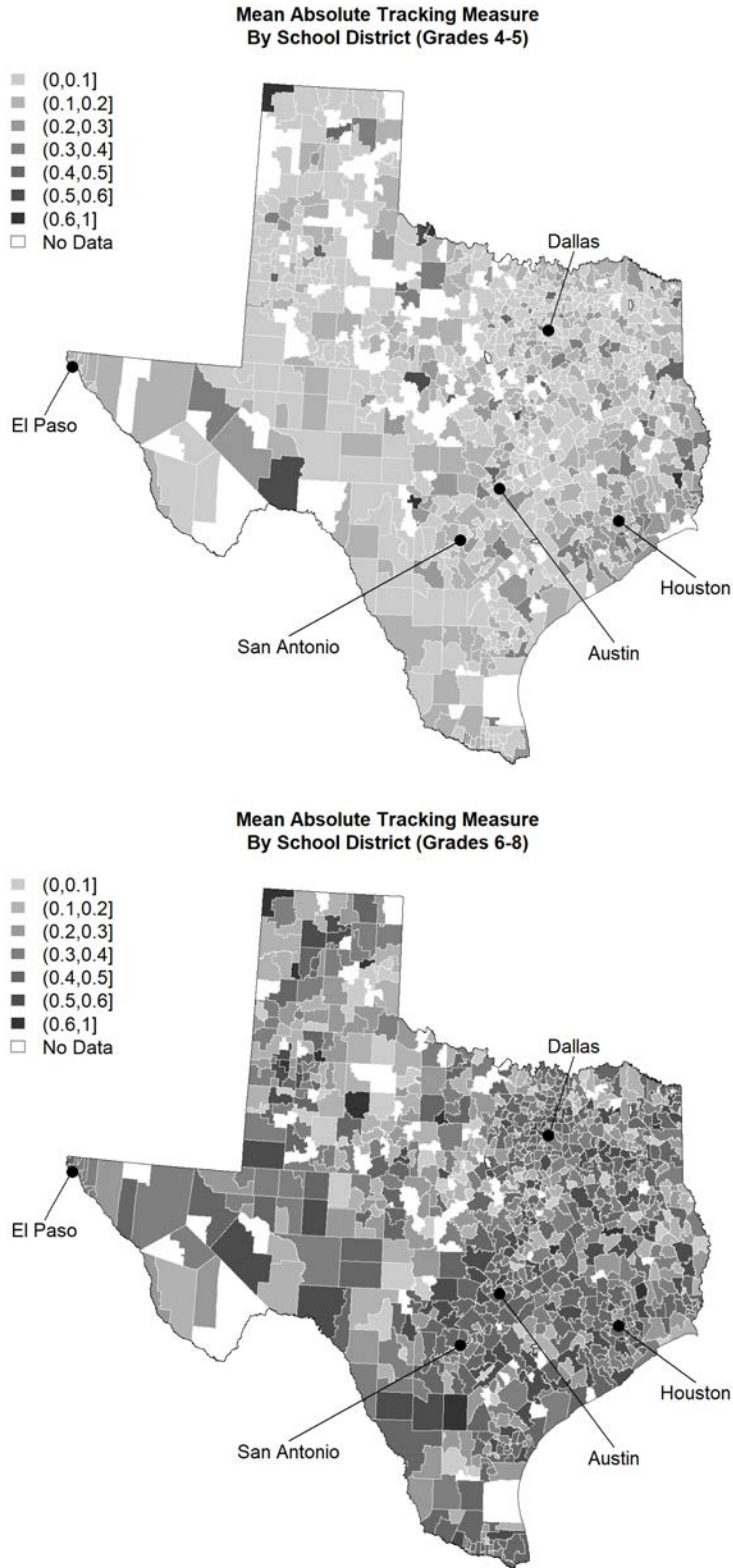 Mean Absolute Tracking Measure
By School District (Grades 4-5)
(0,0.1]
(0.1,0.2]
(0.2,0.3]
(0.3,0.4]
(0.4,0.5]
(0.5,0.6]
(0.6,1]
No Data
Dallas
El Paso
Houston
San Antonio
Austin
Mean Absolute Tracking Measure
By School District (Grades 6-8)
(0,0.1]
(0.1,0.2]
(0.2,0.3]
(0.3,0.4]
(0.4,0.5]
(0.5,0.6]
(0.6,1]
No Data
Dallas
El Paso
Houston
San Antonio
Austin